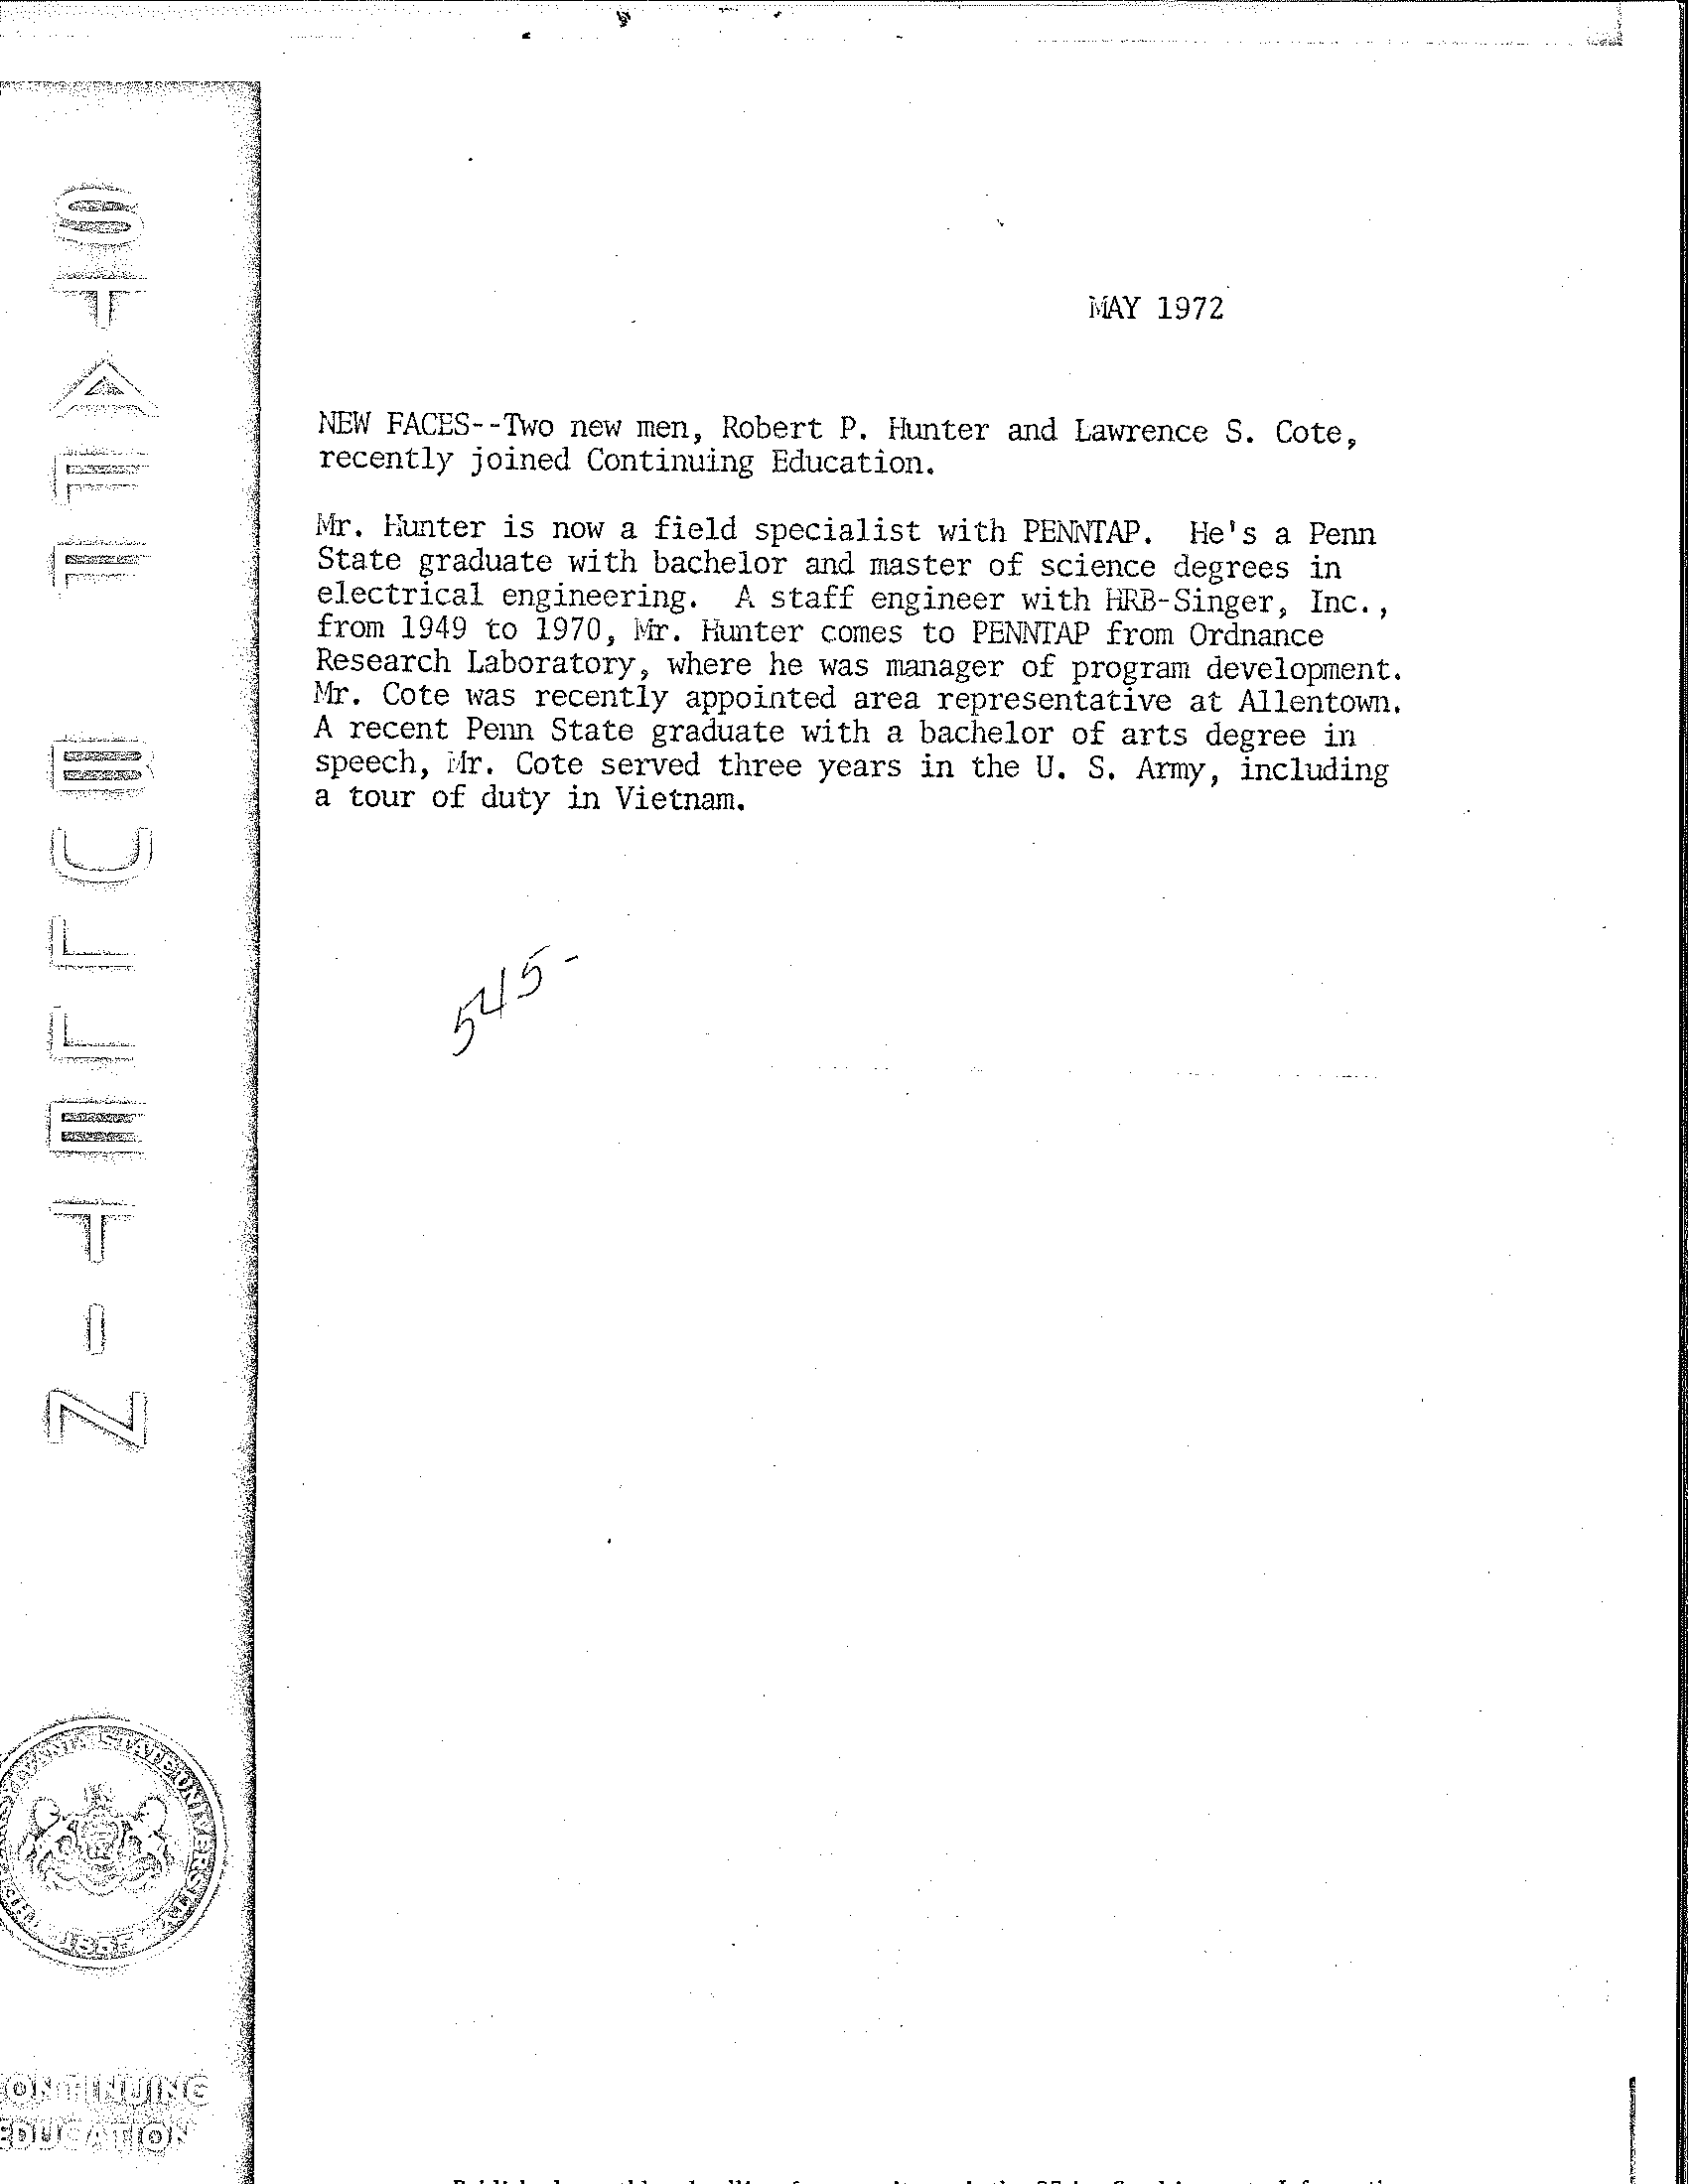 STAFF BULLETIN
MAY 1972
NEW FACES--Two new men, Robert P. Hunter and Lawrence S. Cote,
recently joined Continuing Education.
Mr. Hunter is now a field specialist with PENNTAP. He's a Penn
State graduate with bachelor and master of science degrees in
electrical engineering. A staff engineer with HRB-Singer, Inc.,
from 1949 to 1970, Mr. Hunter comes to PENNTAP from Ordnance
Research Laboratory, where he was manager of program development.
Mr. Cote was recently appointed area representative at Allentown.
A recent Penn State graduate with a bachelor of arts degree in
speech, Mr. Cote served three years in the U. S. Army, including
a tour of duty in Vietnam.
545-
STATE UNIVERSITY
1855
ONTINUING
EDUCATION